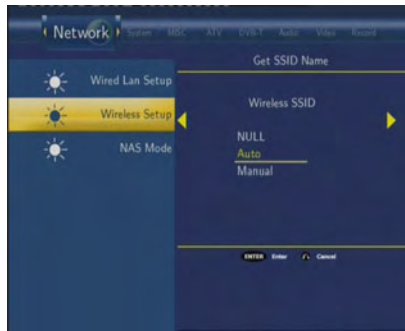 Network System MISC ATV DVB-T Audio Video Record
Get SSID Name
Wired Lan Setup
Wireless Setup
NAS Mode
Wireless SSID
NULL
Auto
Manual
ENTER Enter Cancel